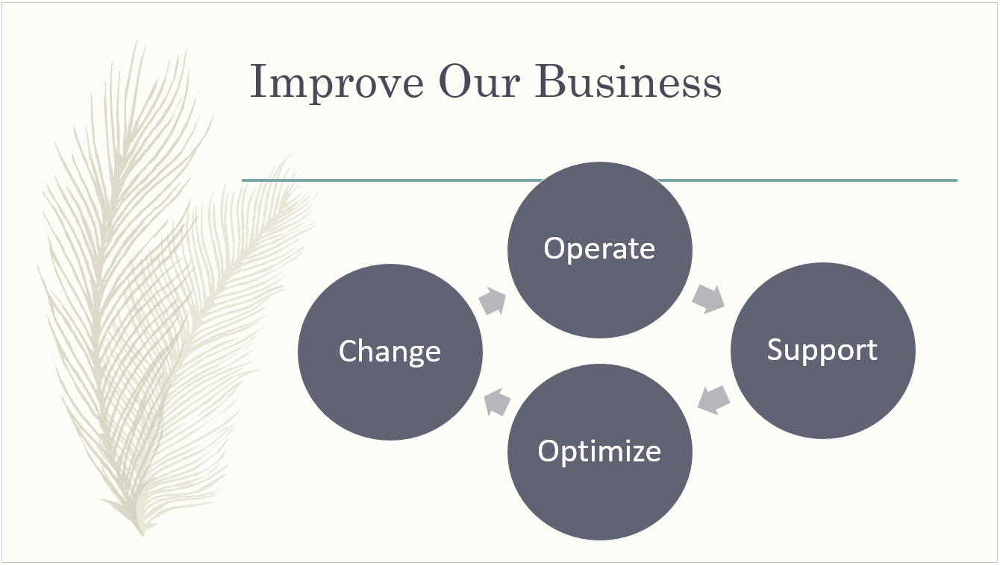 Improve Our Business
Operate
Support
Optimize
Change